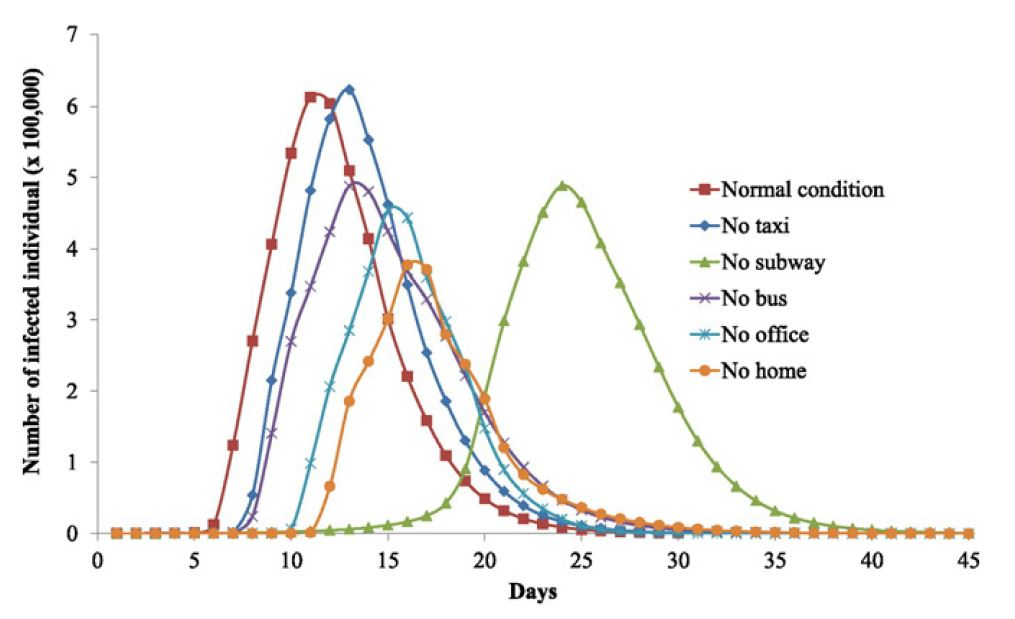 Number of infected individual (x 100,000)
7
6
5
4
3
2
1
0
Normal condition
No taxi
No subway
No bus
No office
No home
0 5 10 15 20 25 30 35 40 45
Days